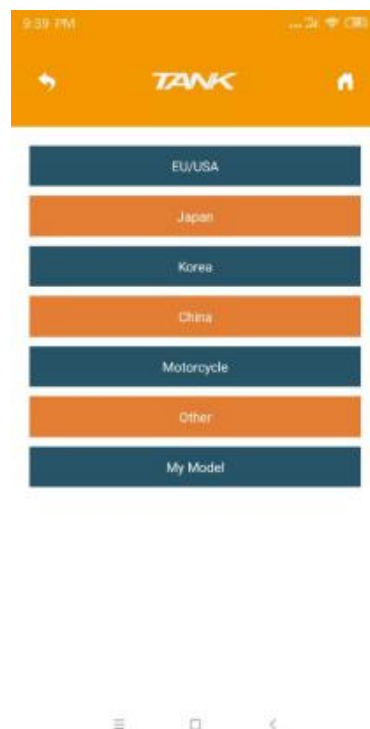 9:39 PM
TANK
EU/USA
Japan
Korea
China
Motorcycle
Other
My Model